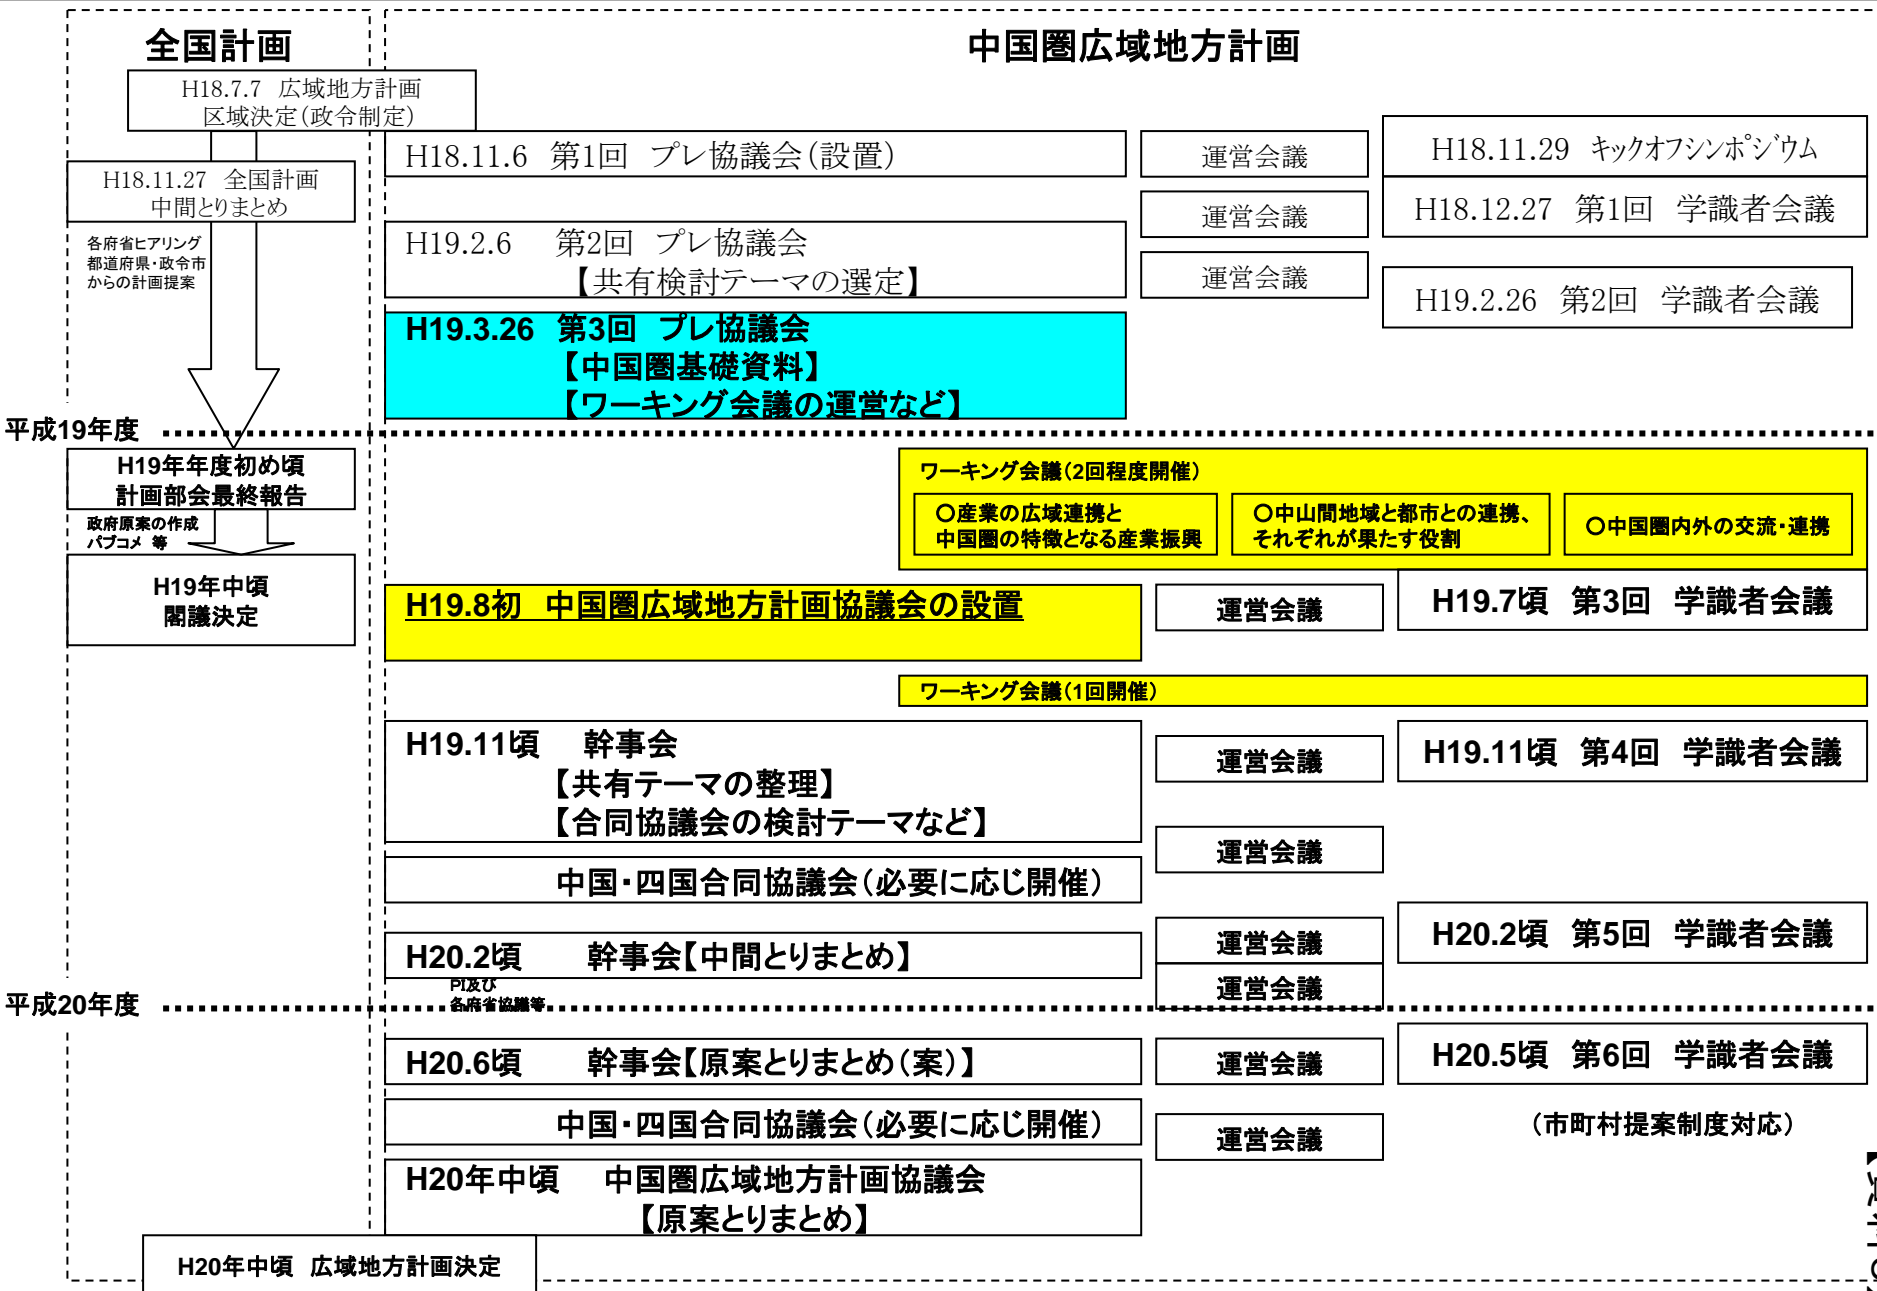 全国計画
中国圏広域地方計画
H18.7.7 広域地方計画
区域決定(政令制定)
H18.11.6 第1回 プレ協議会(設置)
運営会議
H18.11.29 キックオフシンポジウム
H18.11.27 全国計画
中間とりまとめ
運営会議
H18.12.27 第1回 学識者会議
各府省ヒアリング
都道府県・政令市
からの計画提案
H19.2.6 第2回 プレ協議会
【共有検討テーマの選定】
運営会議
H19.2.26 第2回 学識者会議
H19.3.26 第3回 プレ協議会
【中国圏基礎資料】
【ワーキング会議の運営など】
平成19年度
H19年年度初め頃
計画部会最終報告
政府原案の作成
パブコメ 等
H19年中頃
閣議決定
ワーキング会議(2回程度開催)
○産業の広域連携と
中国圏の特徴となる産業振興
○中山間地域と都市との連携、
それぞれが果たす役割
○中国圏内外の交流・連携
H19.8初 中国圏広域地方計画協議会の設置
運営会議
H19.7頃 第3回 学識者会議
ワーキング会議(1回開催)
H19.11頃 幹事会
【共有テーマの整理】
【合同協議会の検討テーマなど】
運営会議
H19.11頃 第4回 学識者会議
運営会議
中国・四国合同協議会(必要に応じ開催)
H20.2頃 幹事会【中間とりまとめ】
運営会議
H20.2頃 第5回 学識者会議
運営会議
PI及び
各府省協議等
平成20年度
H20.6頃 幹事会【原案とりまとめ(案)】
運営会議
H20.5頃 第6回 学識者会議
中国・四国合同協議会(必要に応じ開催)
運営会議
(市町村提案制度対応)
H20年中頃 中国圏広域地方計画協議会
【原案とりまとめ】
H20年中頃 広域地方計画決定